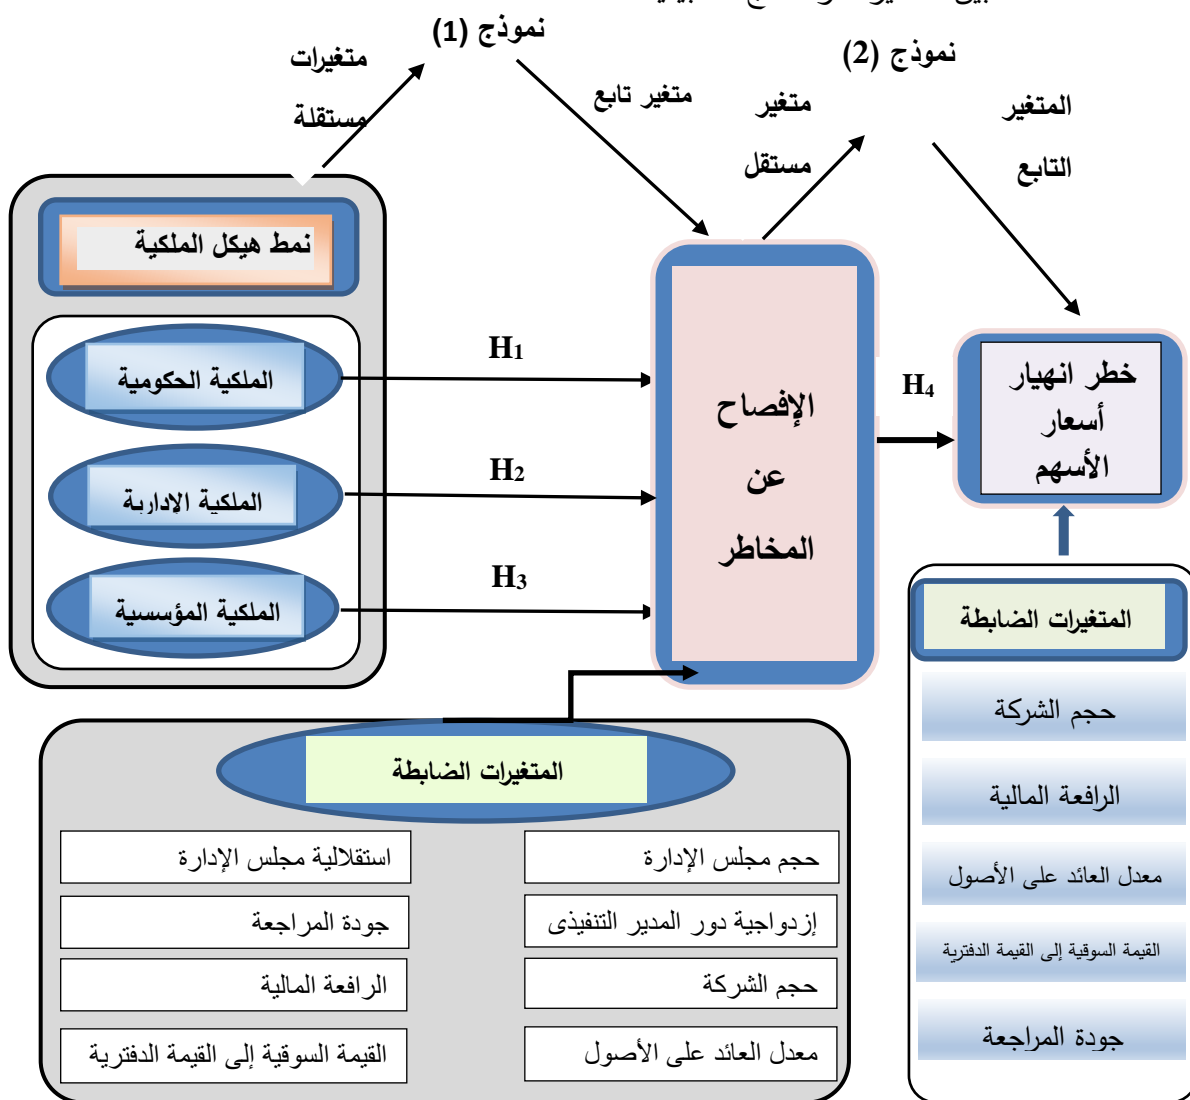 نموذج (1)
نموذج (2)
متغيرات
مستقلة
متغير تابع
متغير
مستقل
المتغير
التابع
نمط هيكل الملكية
الملكية الحكومية
الملكية الإدارية
الملكية المؤسسية
H1
H2
H3
الإفصاح
عن
المخاطر
H4
خطر انهيار
أسعار
الأسهم
المتغيرات الضابطة
حجم الشركة
الرافعة المالية
معدل العائد على الأصول
القيمة السوقية إلى القيمة الدفترية
جودة المراجعة
المتغيرات الضابطة
حجم مجلس الإدارة
استقلالية مجلس الإدارة
إزدواجية دور المدير التنفيذى
جودة المراجعة
حجم الشركة
الرافعة المالية
معدل العائد على الأصول
القيمة السوقية إلى القيمة الدفترية